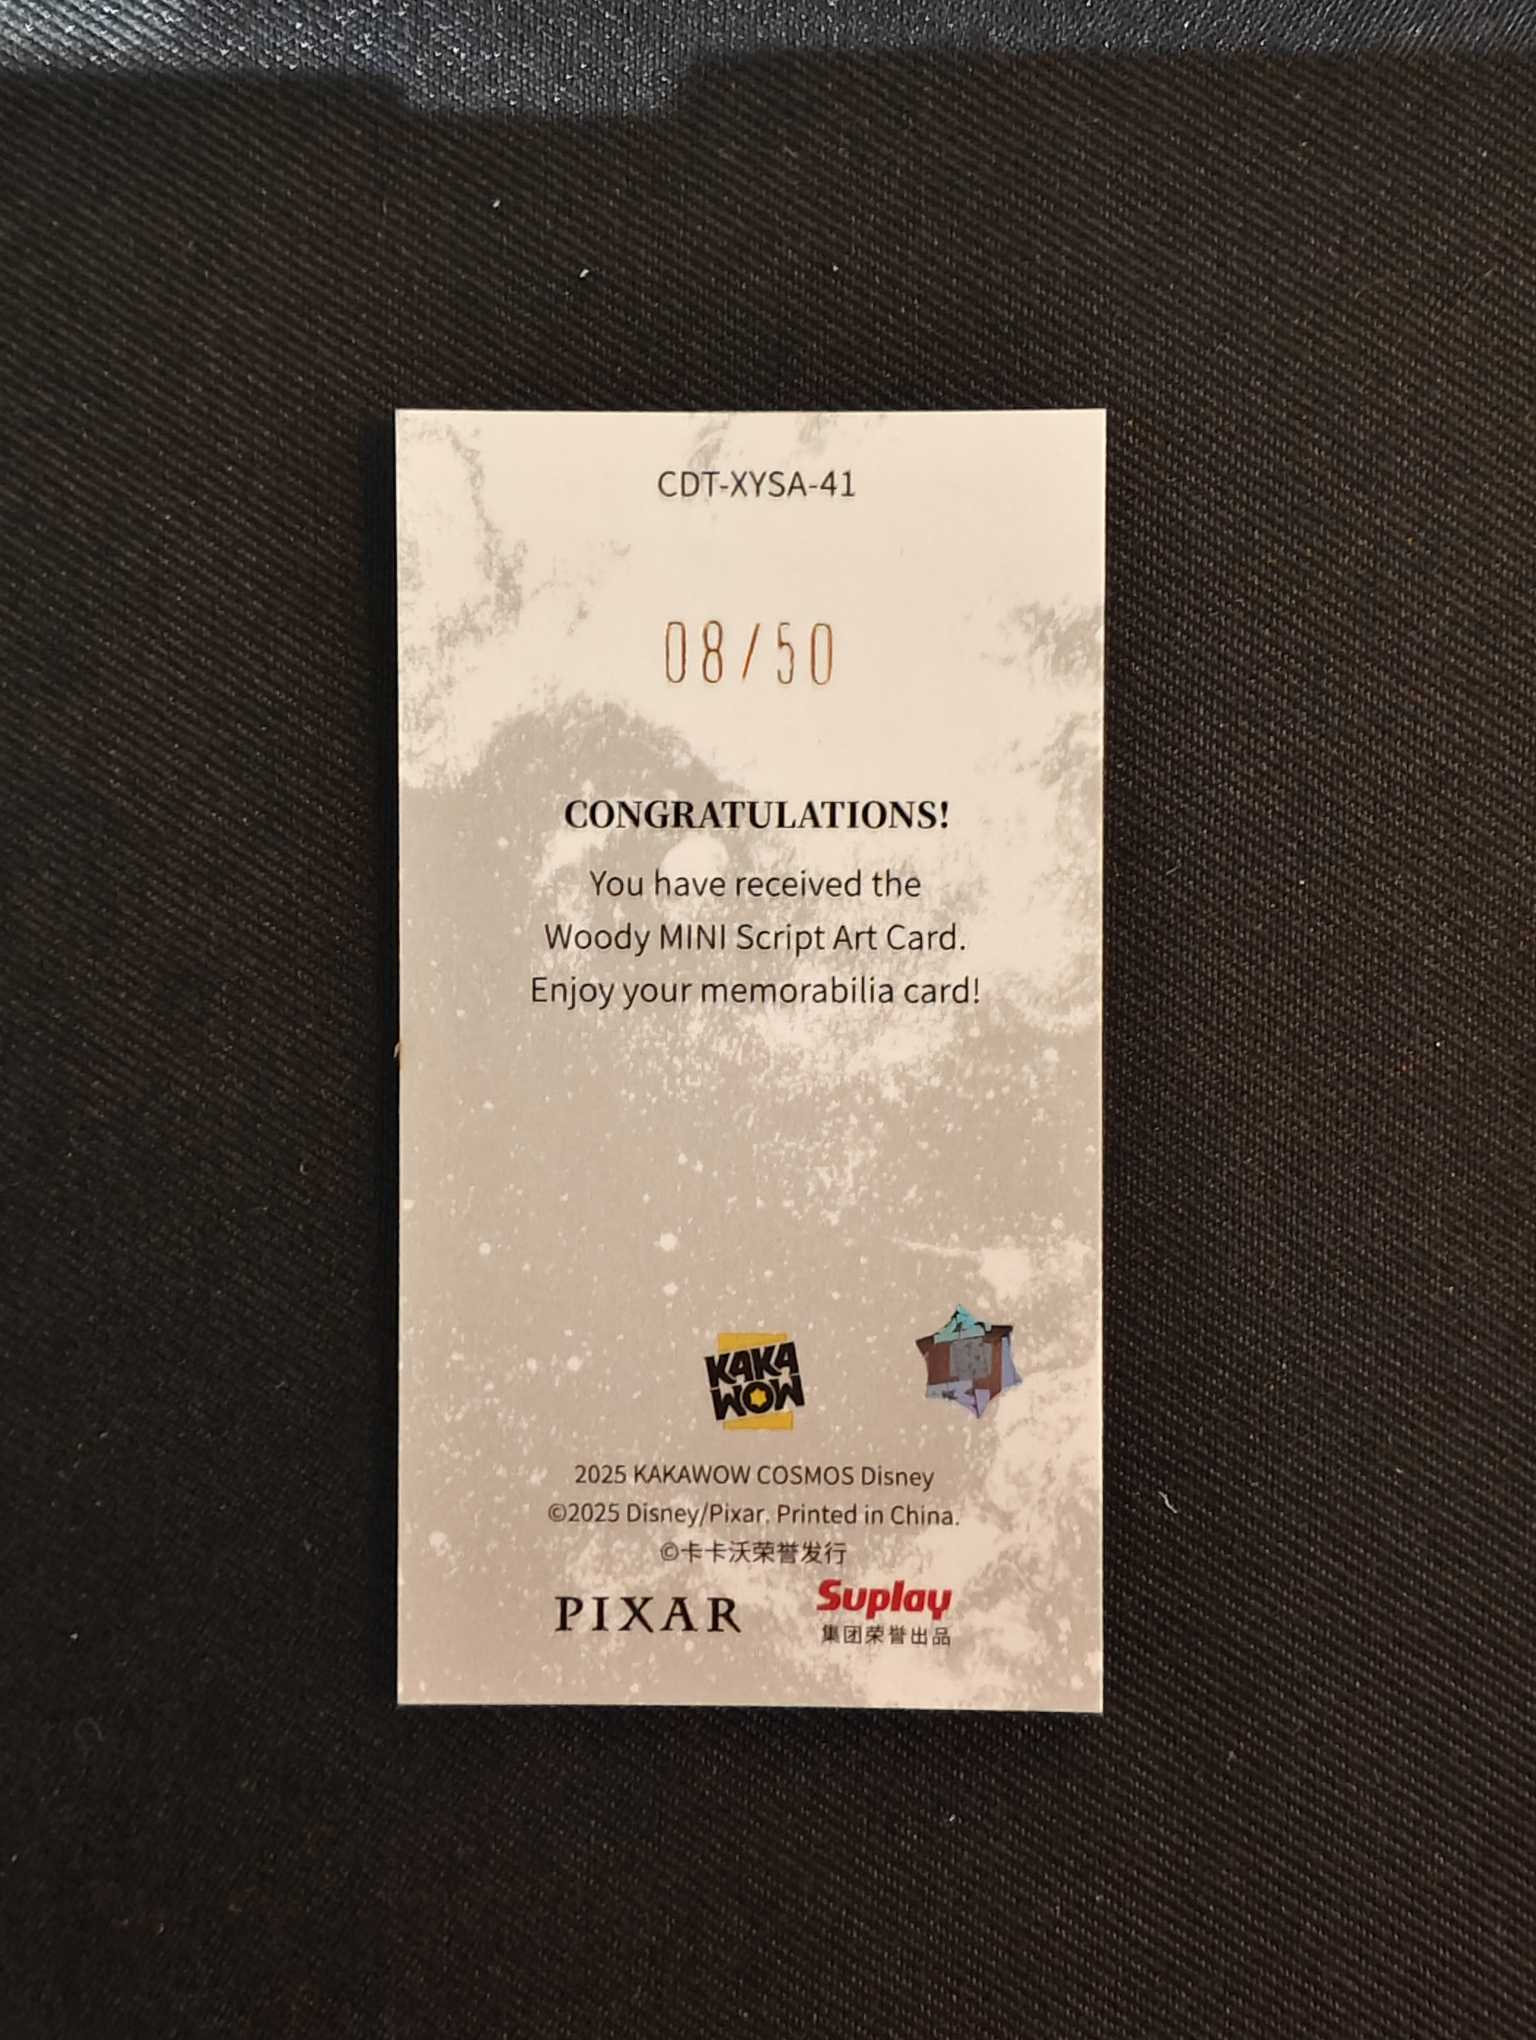 CDT-XYSA-41
08/50
CONGRATULATIONS!
You have received the
Woody MINI Script Art Card.
Enjoy your memorabilia card!
KAKA
WOW
2025 KAKAWOW COSMOS Disney
©2025 Disney/Pixar. Printed in China.
©卡卡沃荣誉发行
PIXAR
Suplay
集团荣誉出品